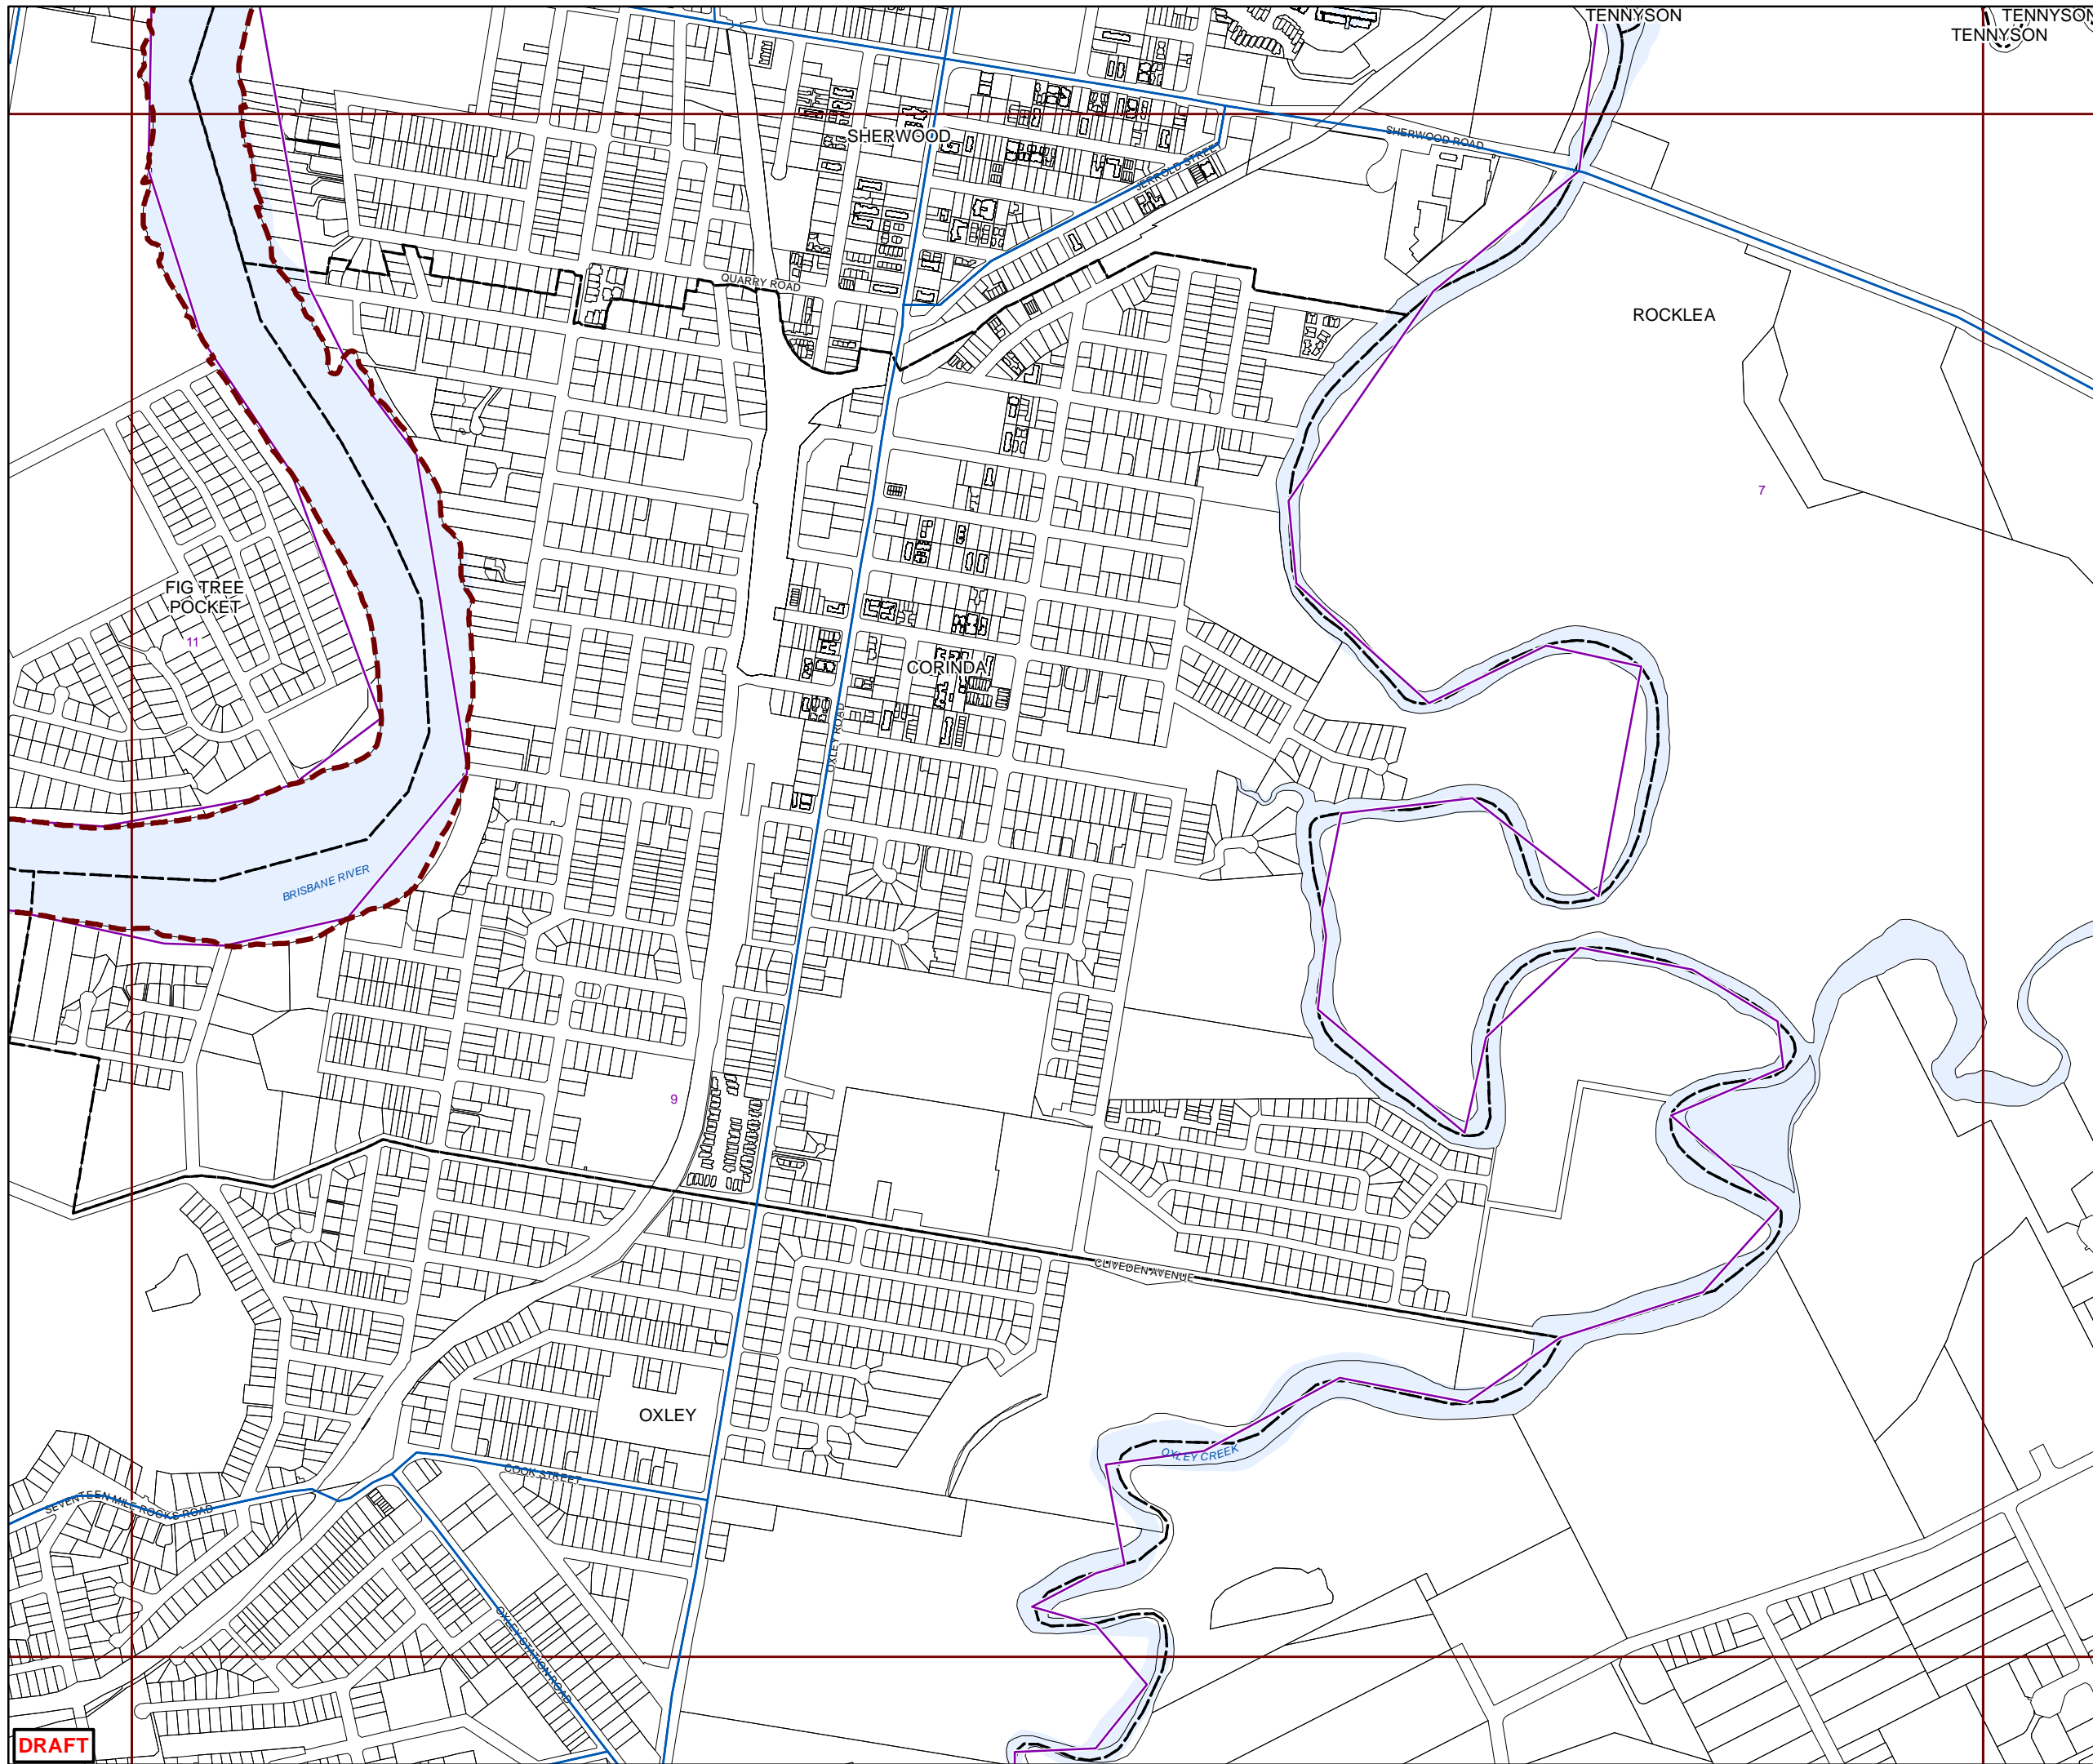 TENNYSON
TENNYSON
TENNYSON
SHERWOOD
SHERWOOD ROAD
JERROLD STREET
QUARRY ROAD
ROCKLEA
7
FIG TREE
POCKET
11
CORINDA
OXLEY ROAD
BRISBANE RIVER
9
CLIVEDEN AVENUE
OXLEY
OXLEY CREEK
COOK STREET
SEVENTEEN MILE ROCKS ROAD
OXLEY STATION ROAD
DRAFT